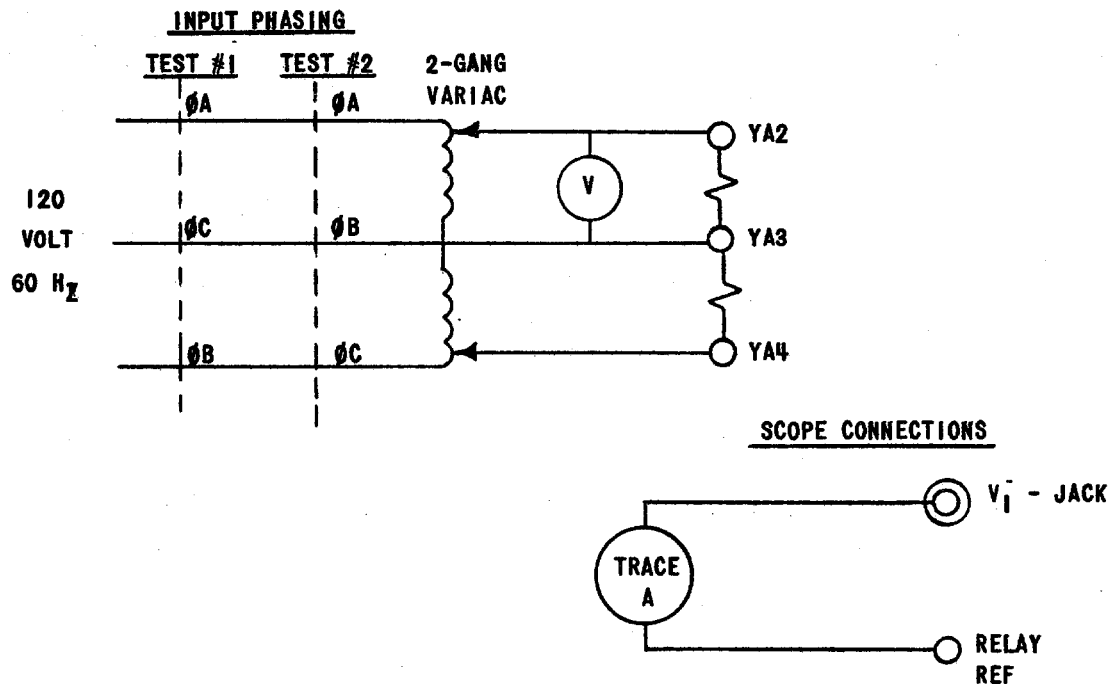 INPUT PHASING
TEST #1 TEST #2
2-GANG
VARIAC
ØA ØA
YA2
V
120
VOLT
60 HZ
ØC ØB
YA3
ØB ØC
YA4
SCOPE CONNECTIONS
V1- - JACK
TRACE
A
RELAY
REF